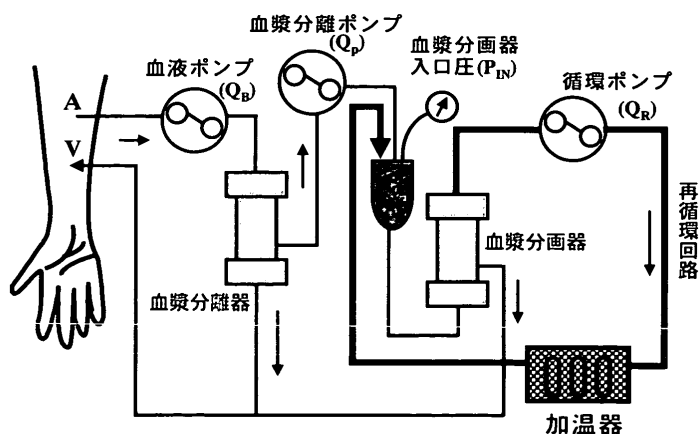 血漿分離ポンプ
(Qp)
血液ポンプ
(QB)
血漿分画器
入口圧(PIN)
循環ポンプ
(QR)
A
V
再循環回路
血漿分画器
血漿分離器
加温器